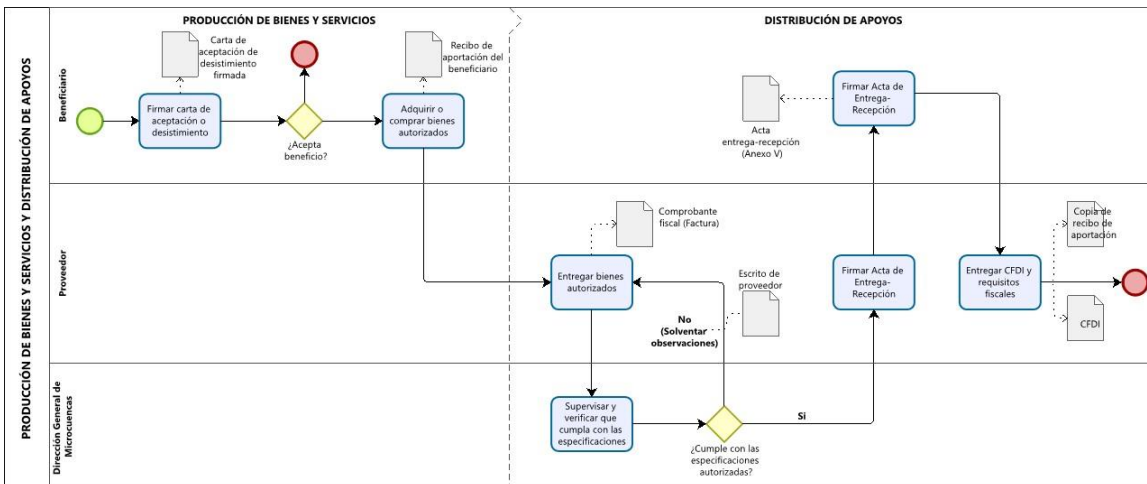 PRODUCCIÓN DE BIENES Y SERVICIOS Y DISTRIBUCIÓN DE APOYOS
PRODUCCIÓN DE BIENES Y SERVICIOS
DISTRIBUCIÓN DE APOYOS
Beneficiario
Carta de
aceptación de
desistimiento
firmada
Firmar carta de
aceptación o
desistimiento
¿Acepta
beneficio?
Recibo de
aportación del
beneficiario
Adquirir o
comprar bienes
autorizados
Acta
entrega-recepción
(Anexo V)
Firmar Acta de
Entrega-
Recepción
Proveedor
Comprobante
fiscal (Factura)
Entregar bienes
autorizados
Escrito de
proveedor
No
(Solventar
observaciones)
Firmar Acta de
Entrega-
Recepción
Entregar CFDI y
requisitos
fiscales
Copia de
recibo de
aportación
CFDI
Dirección General de
Microcuencas
Supervisar y
verificar que
cumpla con las
especificaciones
¿Cumple con las
especificaciones
autorizadas?
Si